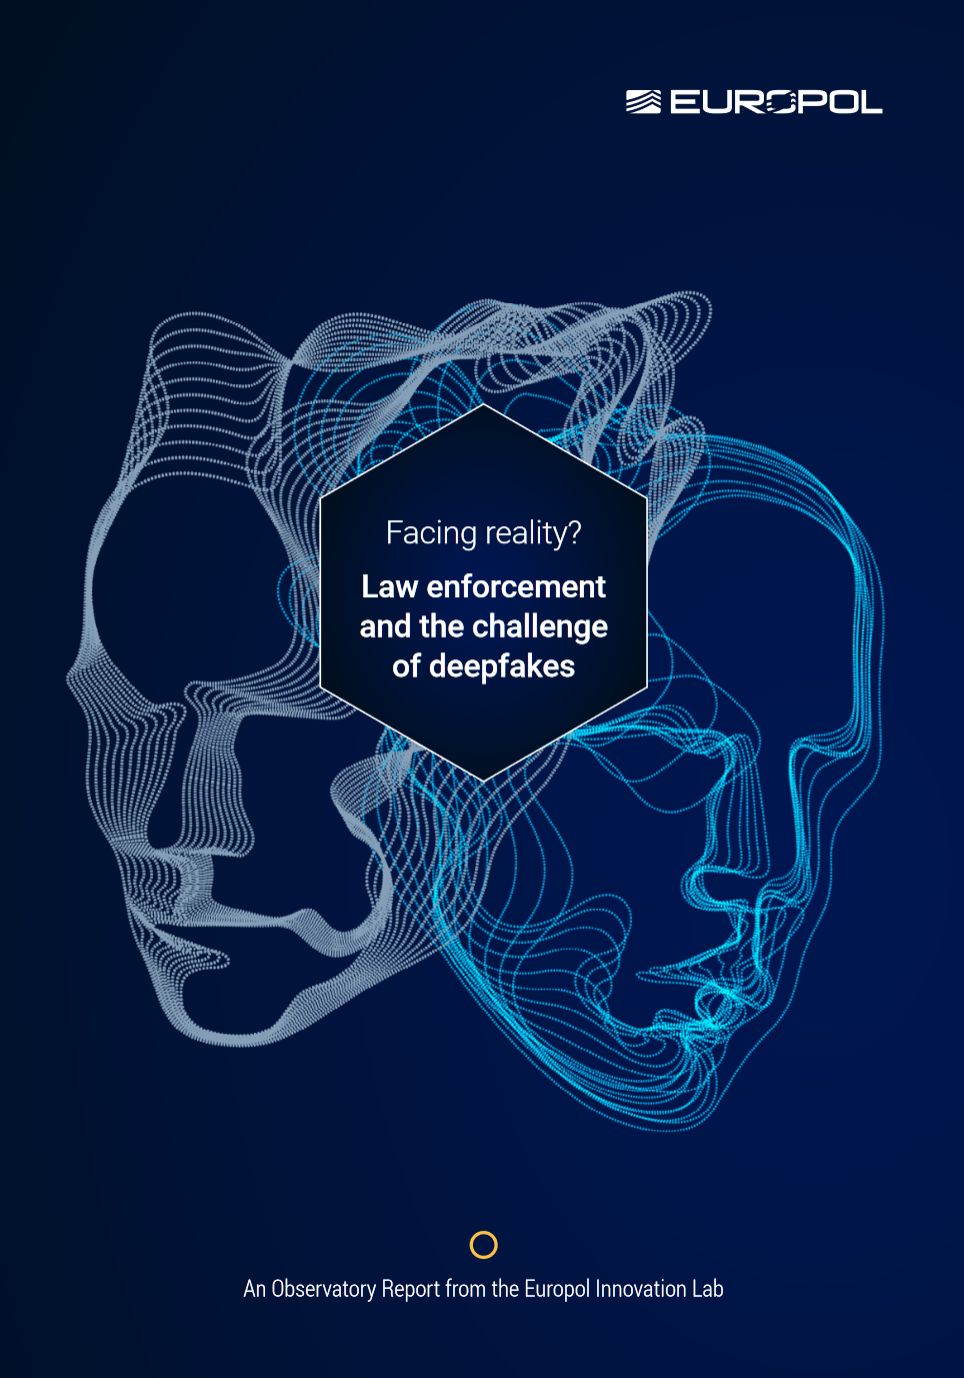 EUROPOL
Facing reality?
Law enforcement
and the challenge
of deepfakes
An Observatory Report from the Europol Innovation Lab